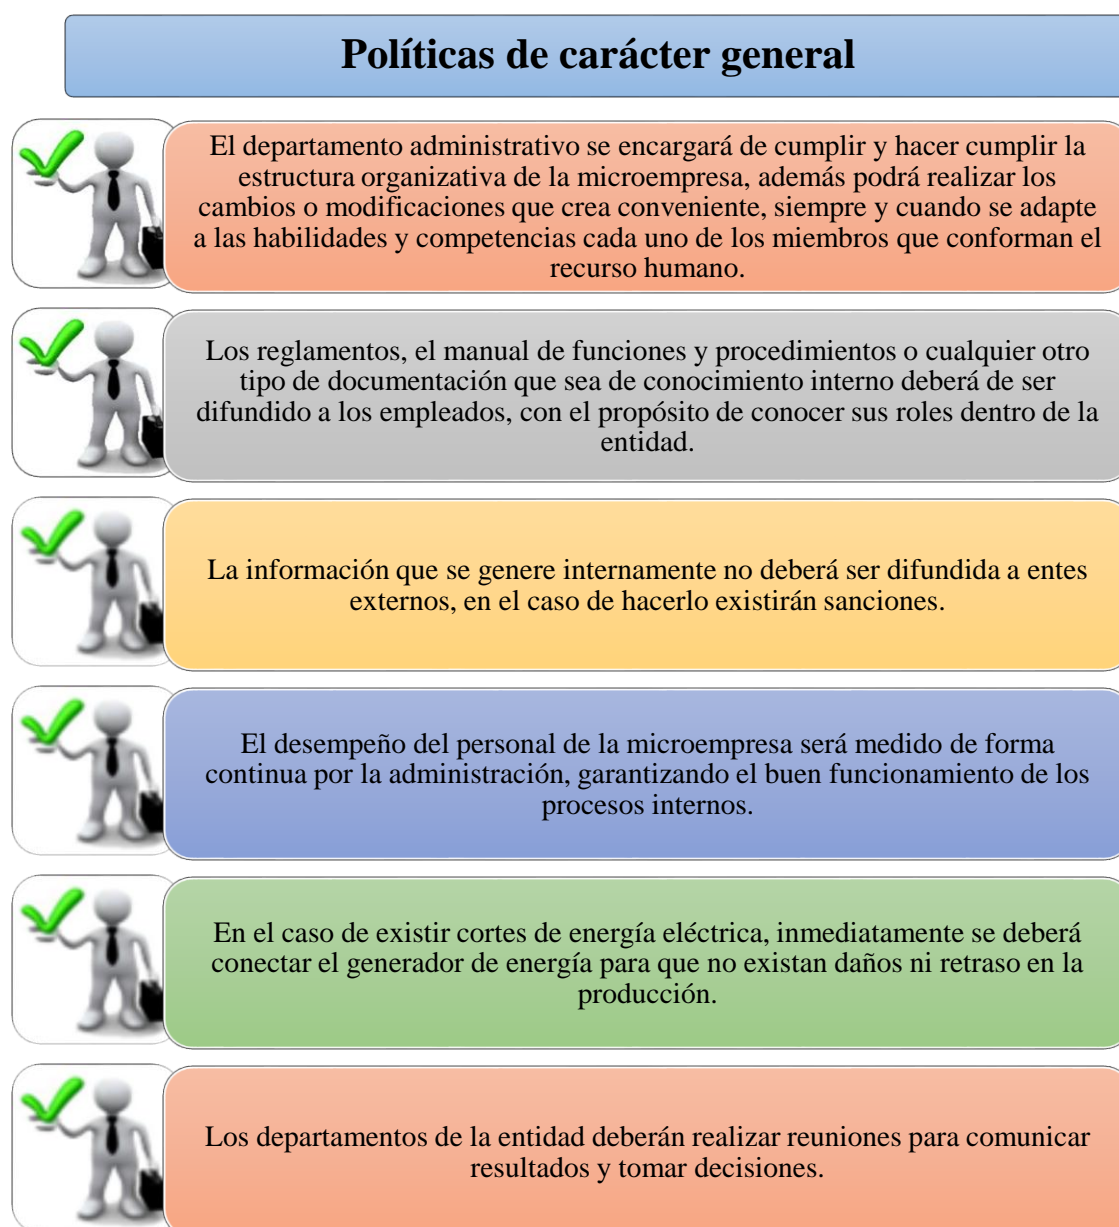 Políticas de carácter general
El departamento administrativo se encargará de cumplir y hacer cumplir la
estructura organizativa de la microempresa, además podrá realizar los
cambios o modificaciones que crea conveniente, siempre y cuando se adapte
a las habilidades y competencias cada uno de los miembros que conforman el
recurso humano.
Los reglamentos, el manual de funciones y procedimientos o cualquier otro
tipo de documentación que sea de conocimiento interno deberá de ser
difundido a los empleados, con el propósito de conocer sus roles dentro de la
entidad.
La información que se genere internamente no deberá ser difundida a entes
externos, en el caso de hacerlo existirán sanciones.
El desempeño del personal de la microempresa será medido de forma
continua por la administración, garantizando el buen funcionamiento de los
procesos internos.
En el caso de existir cortes de energía eléctrica, inmediatamente se deberá
conectar el generador de energía para que no existan daños ni retraso en la
producción.
Los departamentos de la entidad deberán realizar reuniones para comunicar
resultados y tomar decisiones.